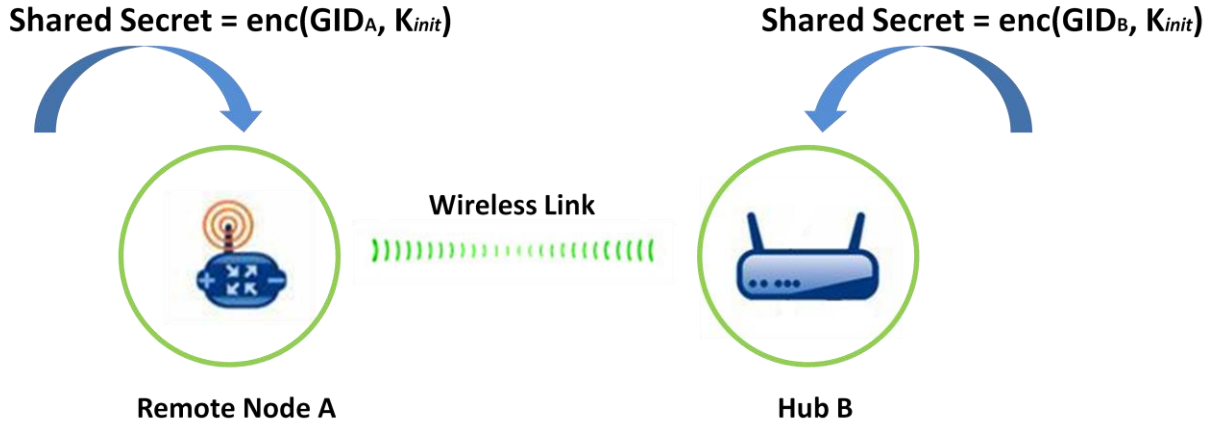 Shared Secret = enc(GIDA, Kinit)
Shared Secret = enc(GIDB, Kinit)
Wireless Link
Remote Node A
Hub B